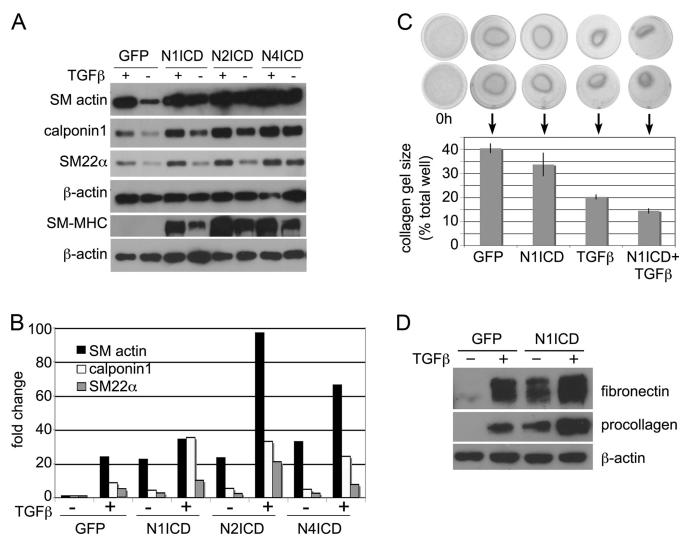 A
GFP N1ICD N2ICD N4ICD
TGFβ + - + - + - + -
SM actin
calponin1
SM22α
β-actin
SM-MHC
β-actin
B
fold change
100
80
60
40
20
0
SM actin
calponin1
SM22α
TGFβ - + - + - + - +
GFP N1ICD N2ICD N4ICD
C
0h
collagen gel size
(% total well)
40
30
20
10
0
GFP N1ICD TGFβ N1ICD+
TGFβ
D
GFP N1ICD
TGFβ – + – +
fibronectin
procollagen
β-actin